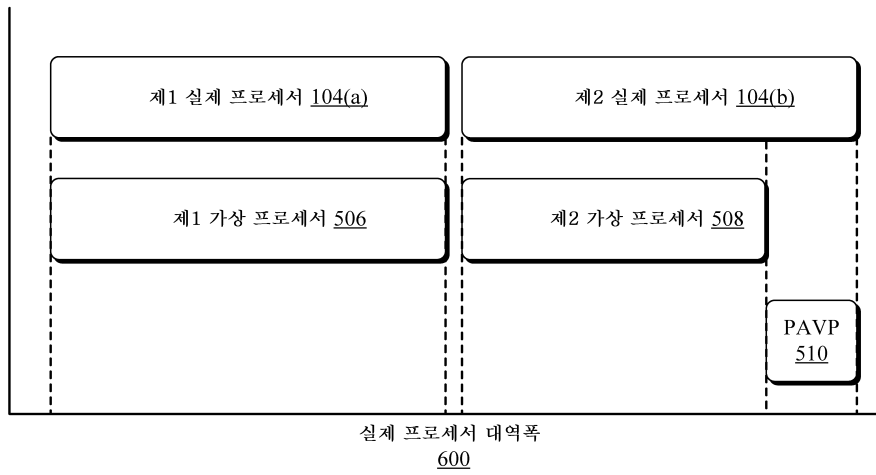 제1 실제 프로세서 104(a)
제2 실제 프로세서 104(b)
제1 가상 프로세서 506
제2 가상 프로세서 508
PAVP
510
실제 프로세서 대역폭
600